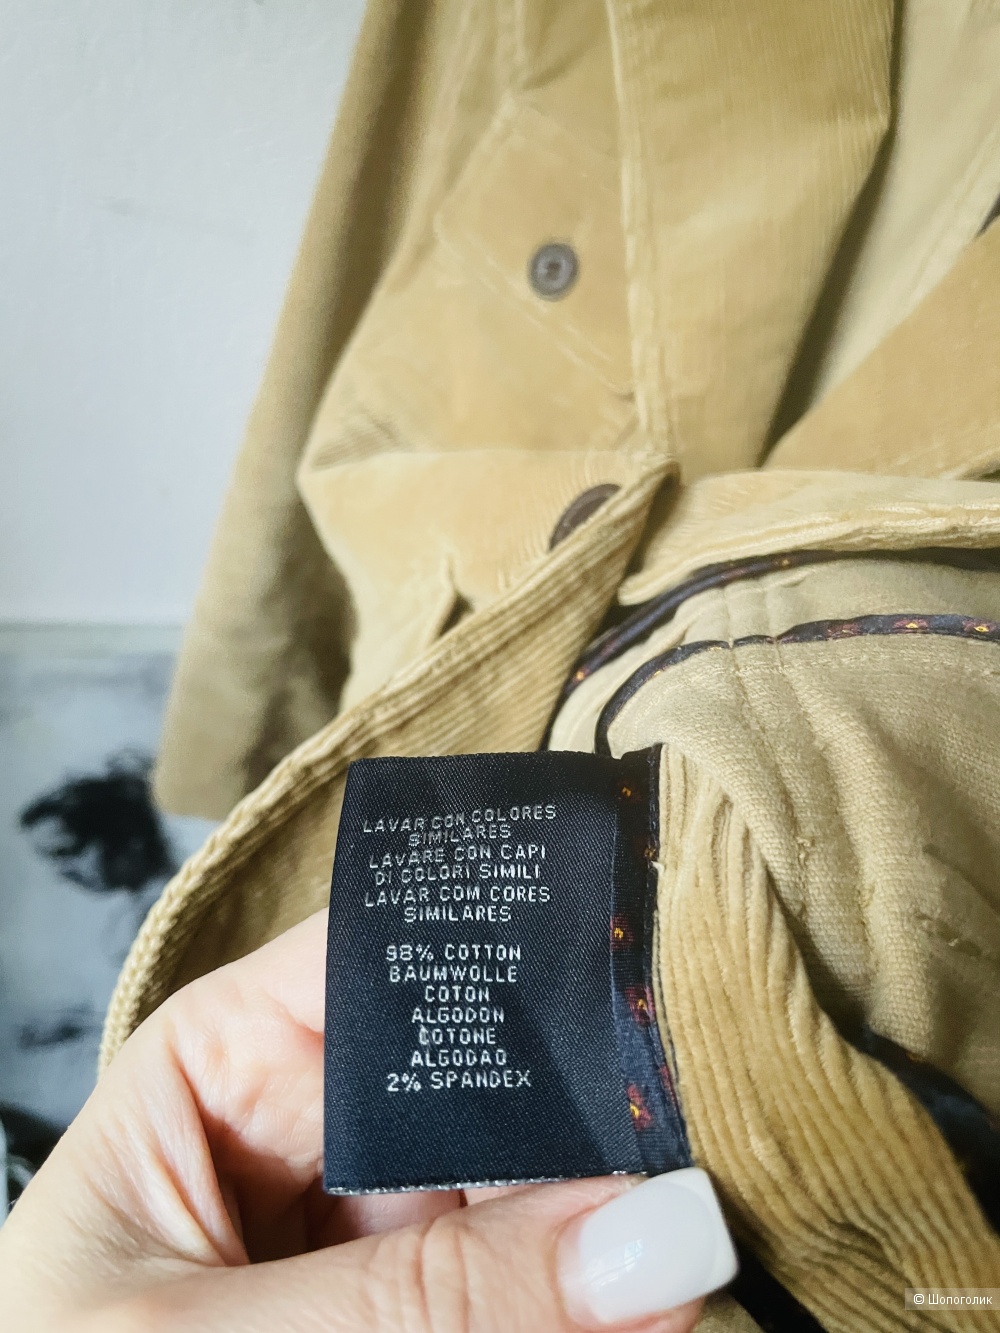 LAVAR CON COLORES
SIMILARES
LAVARE CON CAPI
DI COLORI SIMILI
LAVAR COM CORES
SIMILARES
98% COTTON
BAUMWOLLE
COTON
ALGODON
COTONE
ALGODAO
2% SPANDEX
© Шопоголик